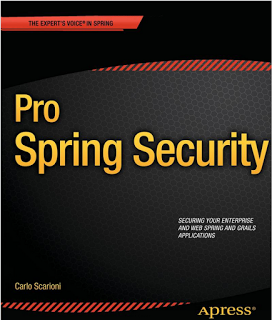 THE EXPERT'S VOICE® IN SPRING
Pro
Spring Security
SECURING YOUR ENTERPRISE
AND WEB SPRING AND GRAILS
APPLICATIONS
Carlo Scarioni
Apress®